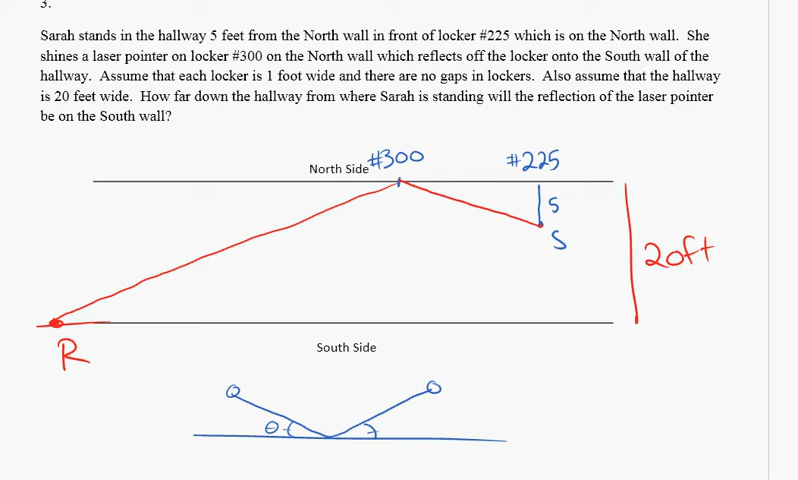 3.
Sarah stands in the hallway 5 feet from the North wall in front of locker #225 which is on the North wall.  She
shines a laser pointer on locker #300 on the North wall which reflects off the locker onto the South wall of the
hallway.  Assume that each locker is 1 foot wide and there are no gaps in lockers.  Also assume that the hallway
is 20 feet wide.  How far down the hallway from where Sarah is standing will the reflection of the laser pointer
be on the South wall?
North Side #300 #225
5
S
20ft
R
South Side
θ